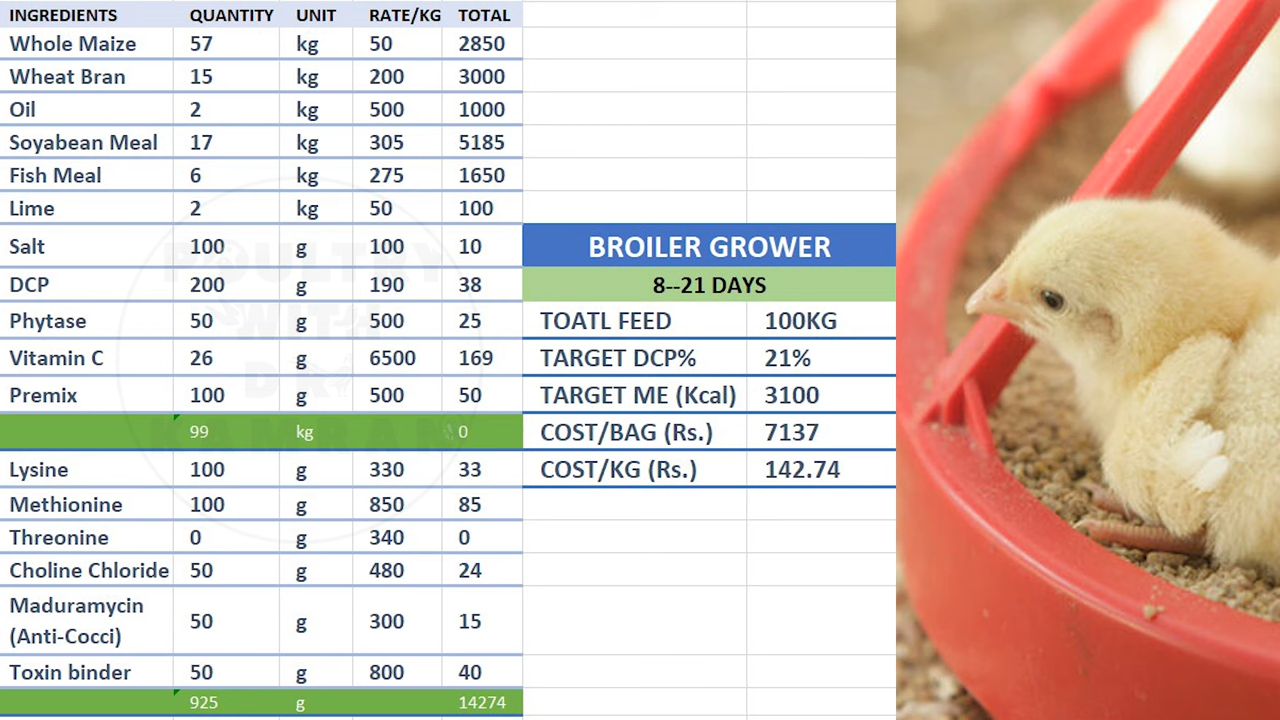 INGREDIENTS QUANTITY UNIT RATE/KG TOTAL
Whole Maize 57 kg 50 2850
Wheat Bran 15 kg 200 3000
Oil 2 kg 500 1000
Soyabean Meal 17 kg 305 5185
Fish Meal 6 kg 275 1650
Lime 2 kg 50 100
Salt 100 g 100 10
DCP 200 g 190 38
Phytase 50 g 500 25
Vitamin C 26 g 6500 169
Premix 100 g 500 50
99 kg 0
Lysine 100 g 330 33
Methionine 100 g 850 85
Threonine 0 g 340 0
Choline Chloride 50 g 480 24
Maduramycin
(Anti-Cocci) 50 g 300 15
Toxin binder 50 g 800 40
925 g 14274
BROILER GROWER
8--21 DAYS
TOATL FEED 100KG
TARGET DCP% 21%
TARGET ME (Kcal) 3100
COST/BAG (Rs.) 7137
COST/KG (Rs.) 142.74
POULTRY
WITH
DR
KAMRAN